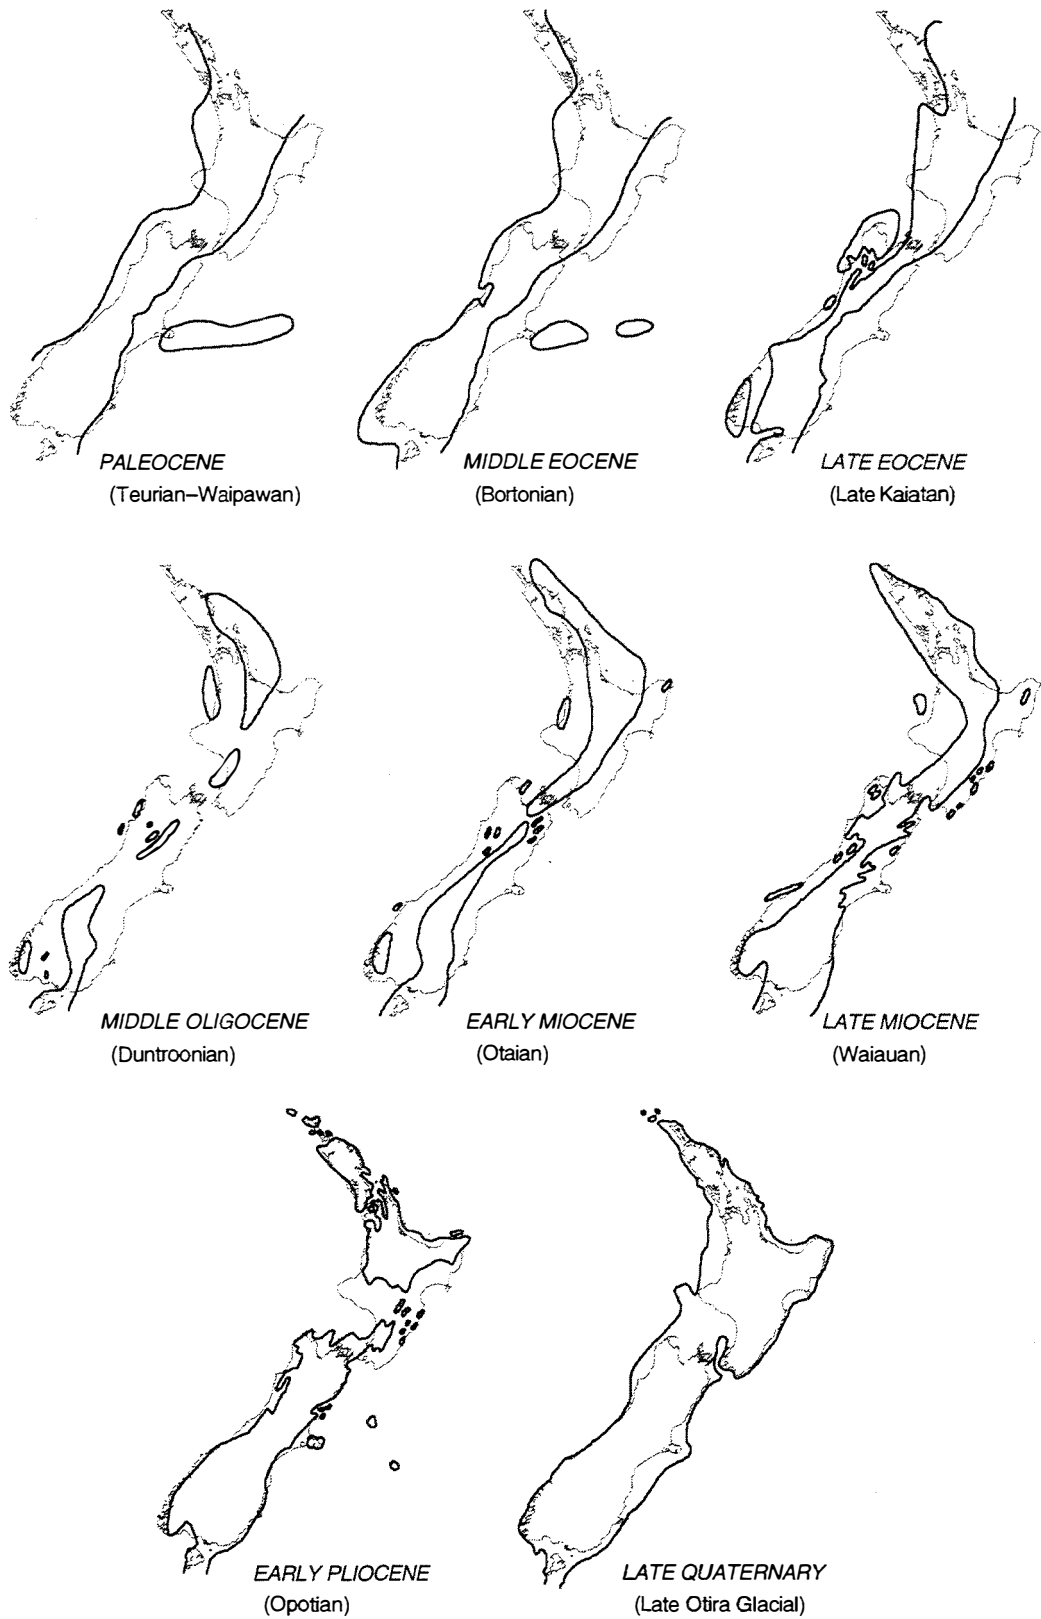 PALEOCENE
(Teurian–Waipawan)
MIDDLE EOCENE
(Bortonian)
LATE EOCENE
(Late Kaiatan)
MIDDLE OLIGOCENE
(Duntroonian)
EARLY MIOCENE
(Otaian)
LATE MIOCENE
(Waiauan)
EARLY PLIOCENE
(Opotian)
LATE QUATERNARY
(Late Otira Glacial)